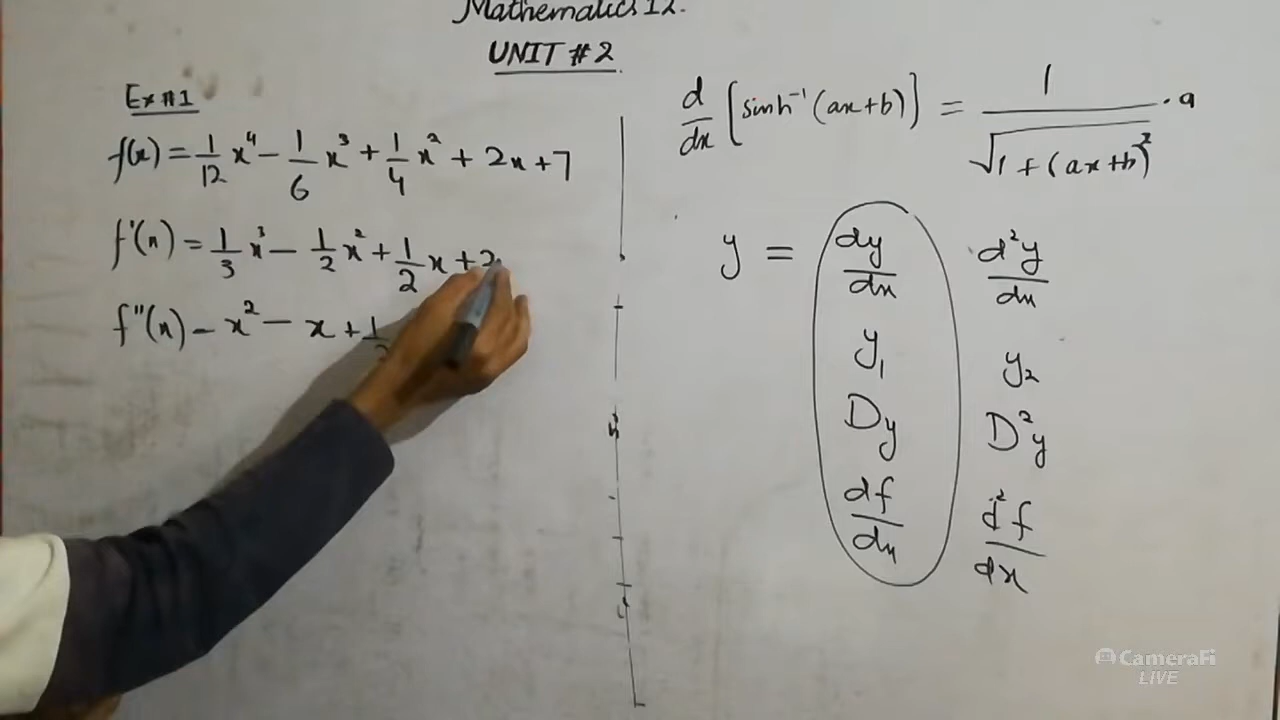 Mathematics 12.
UNIT # 2
Ex #1
f(x) = 1/12 x⁴ - 1/6 x³ + 1/4 x² + 2x + 7
f'(x) = 1/3 x³ - 1/2 x² + 1/2 x + 2
f''(x) - x² - x + 1/2
d/dx [sinh⁻¹(ax+b)] = 1/√1+(ax+b)² · a
y = dy/dx d²y/dx
y₁ y₂
Dy D²y
df/dx d²f/dx
CameraFi
LIVE